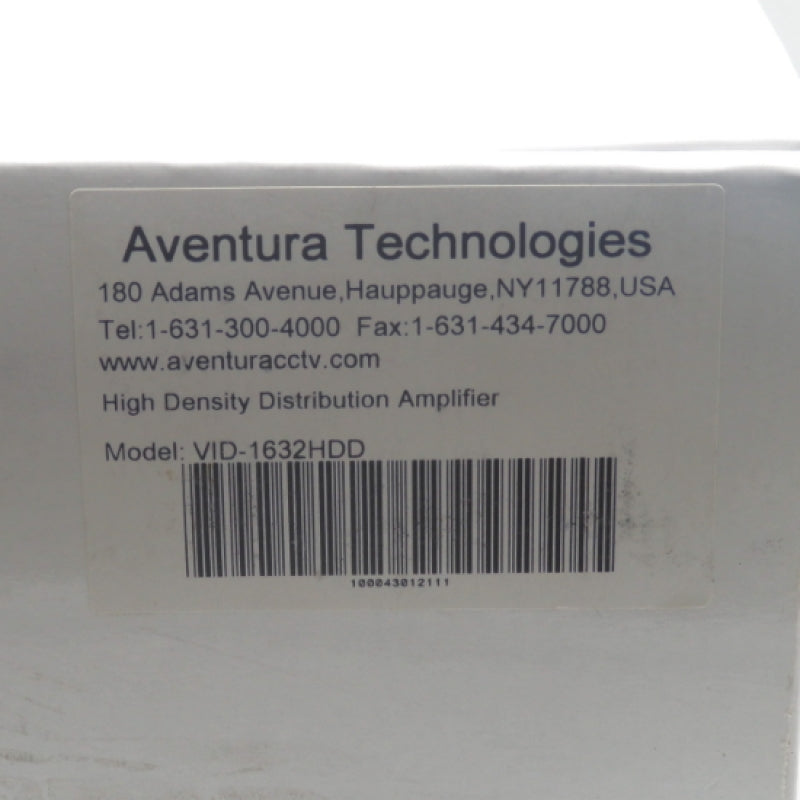 Aventura Technologies
180 Adams Avenue,Hauppauge,NY11788,USA
Tel:1-631-300-4000 Fax:1-631-434-7000
www.aventuracctv.com
High Density Distribution Amplifier
Model: VID-1632HDD
100043012111